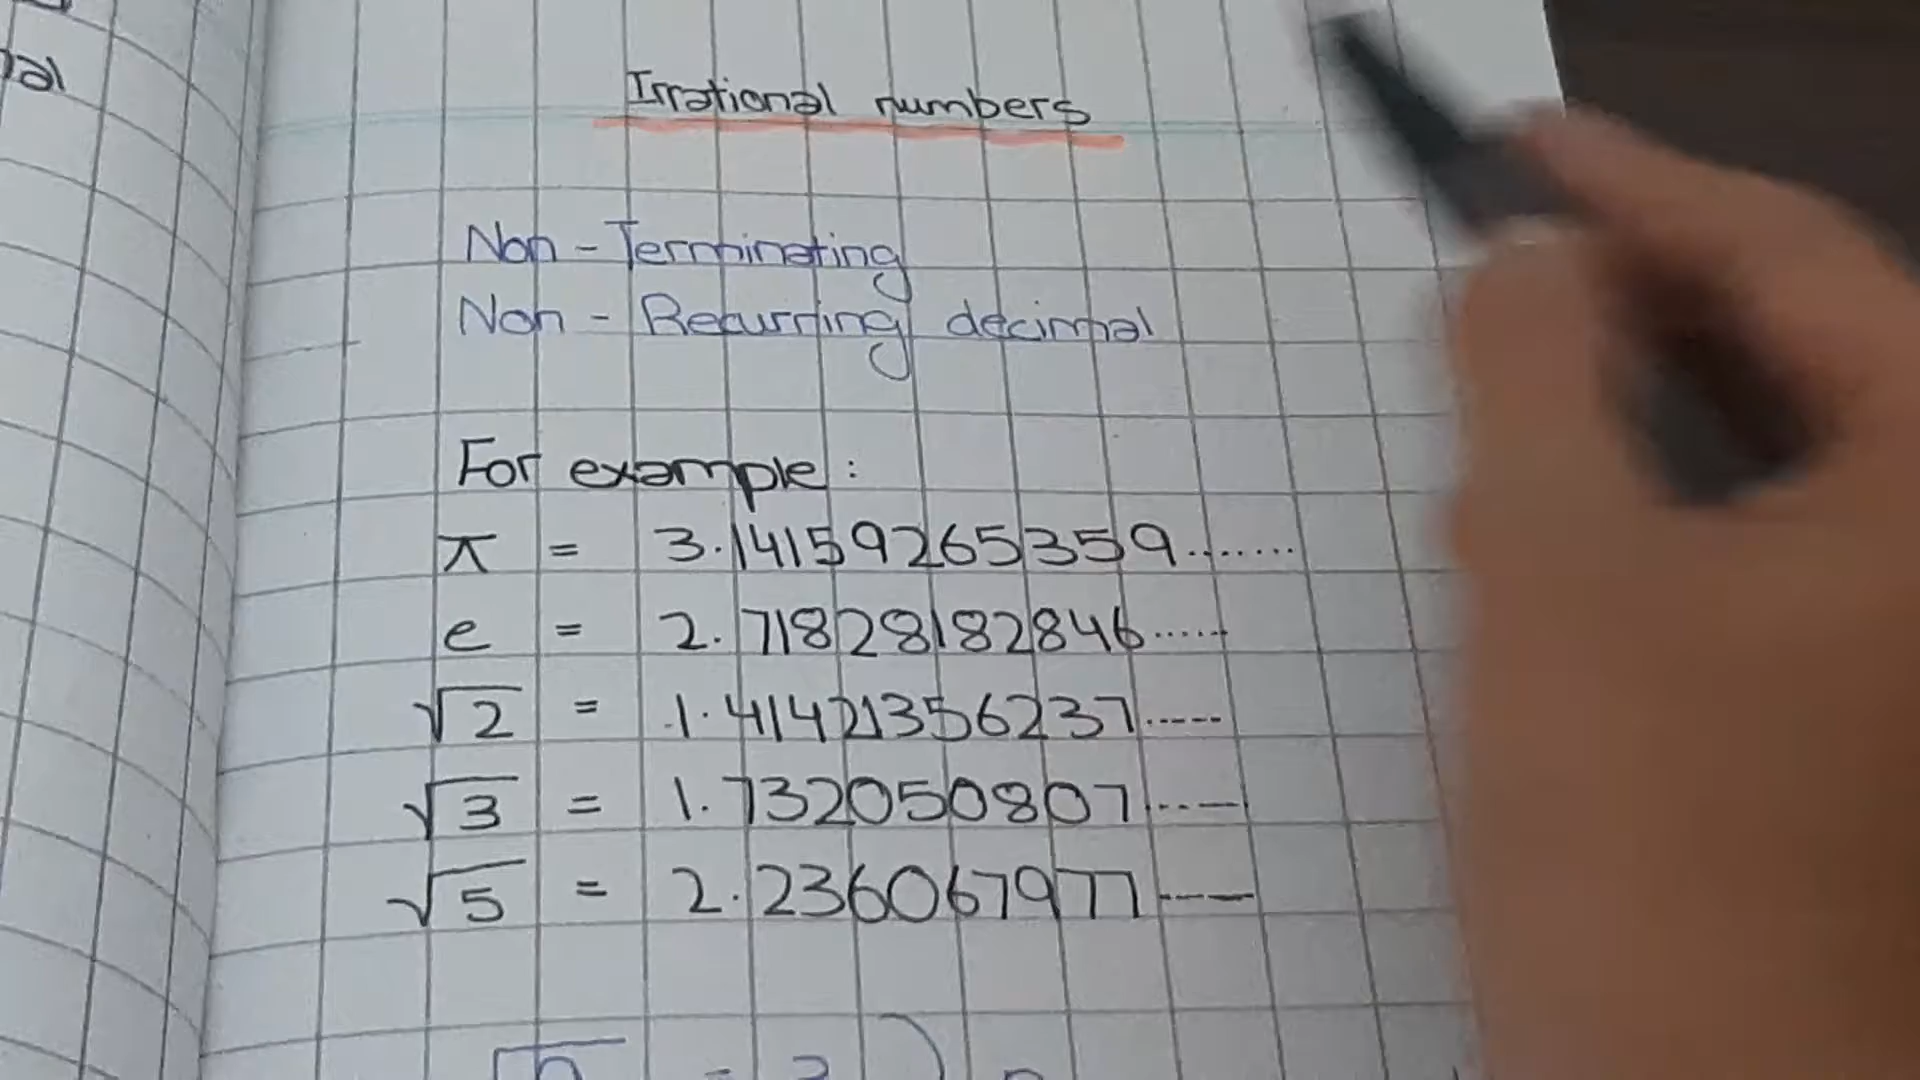 nal
Irrational numbers
Non - Terminating
Non - Recurring decimal
For example :
π = 3.14159265359.......
e = 2.71828182846.....
√2 = 1.41421356237.....
√3 = 1.732050807.....
√5 = 2.236067977----